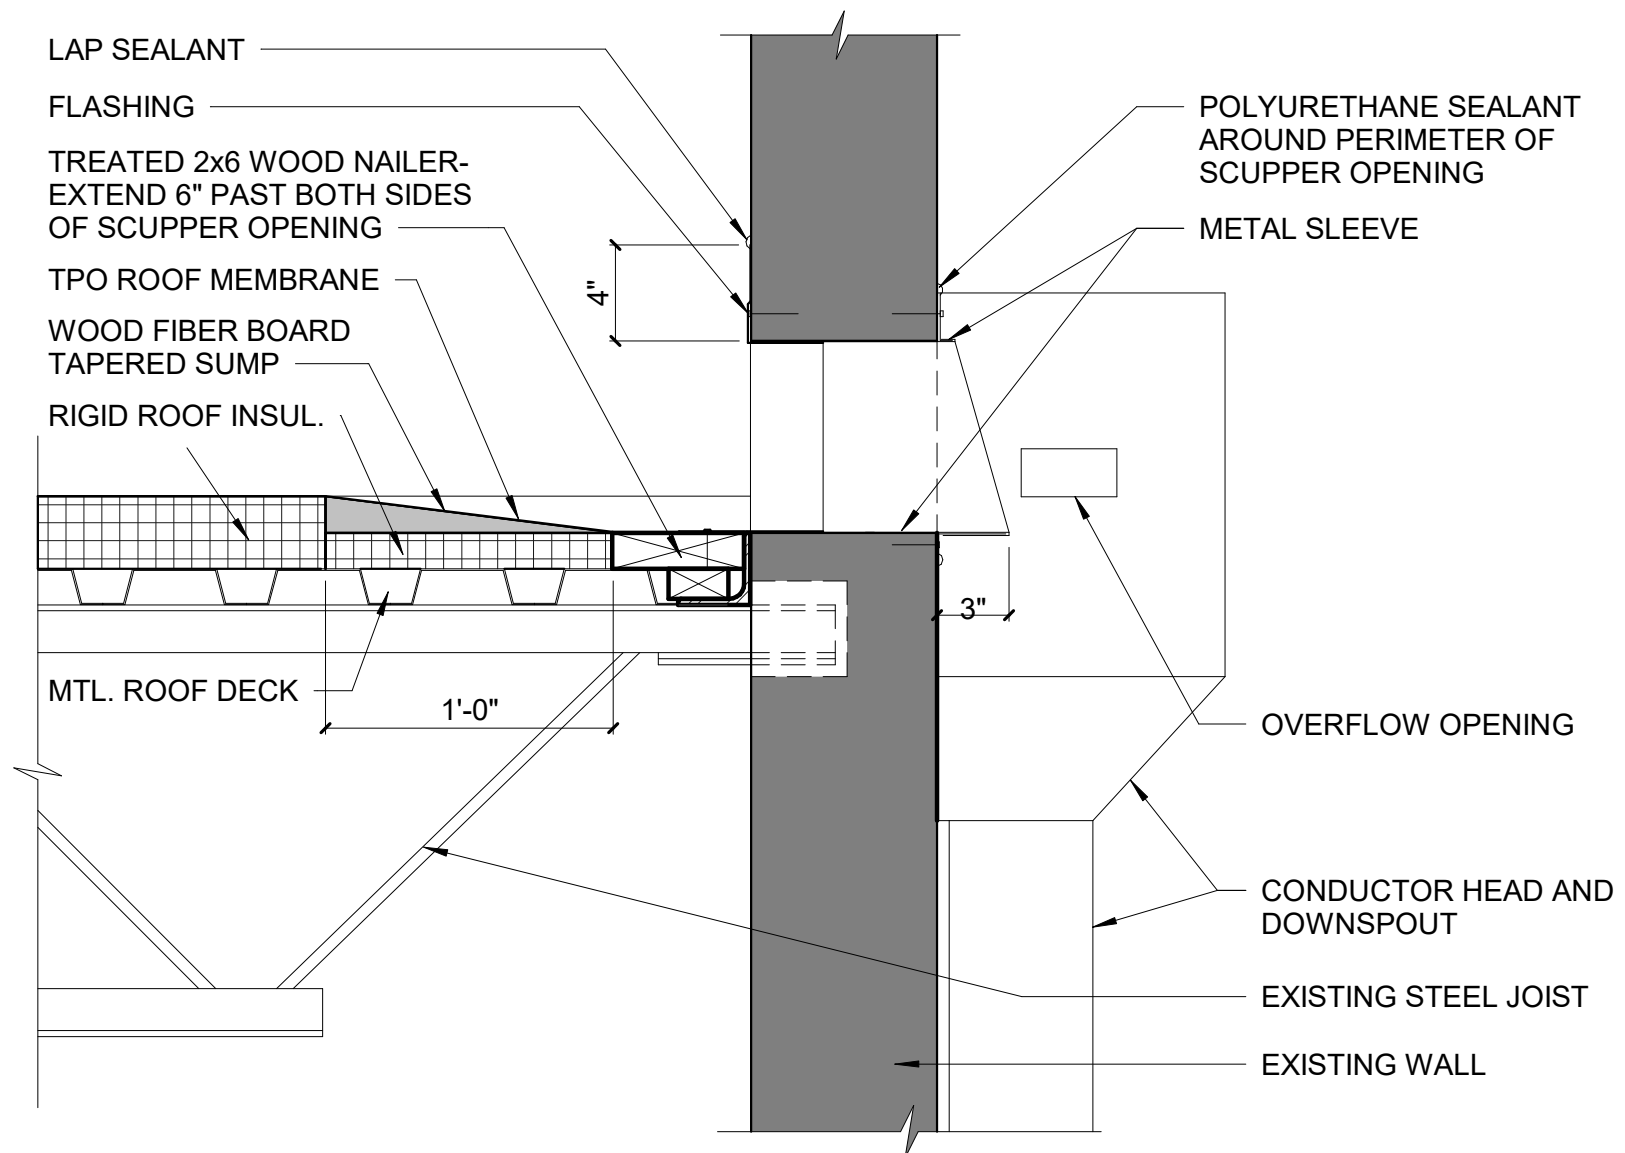 LAP SEALANT
FLASHING
TREATED 2x6 WOOD NAILER-
EXTEND 6" PAST BOTH SIDES
OF SCUPPER OPENING
TPO ROOF MEMBRANE
WOOD FIBER BOARD
TAPERED SUMP
RIGID ROOF INSUL.
MTL. ROOF DECK
1'-0"
4"
3"
POLYURETHANE SEALANT
AROUND PERIMETER OF
SCUPPER OPENING
METAL SLEEVE
OVERFLOW OPENING
CONDUCTOR HEAD AND
DOWNSPOUT
EXISTING STEEL JOIST
EXISTING WALL